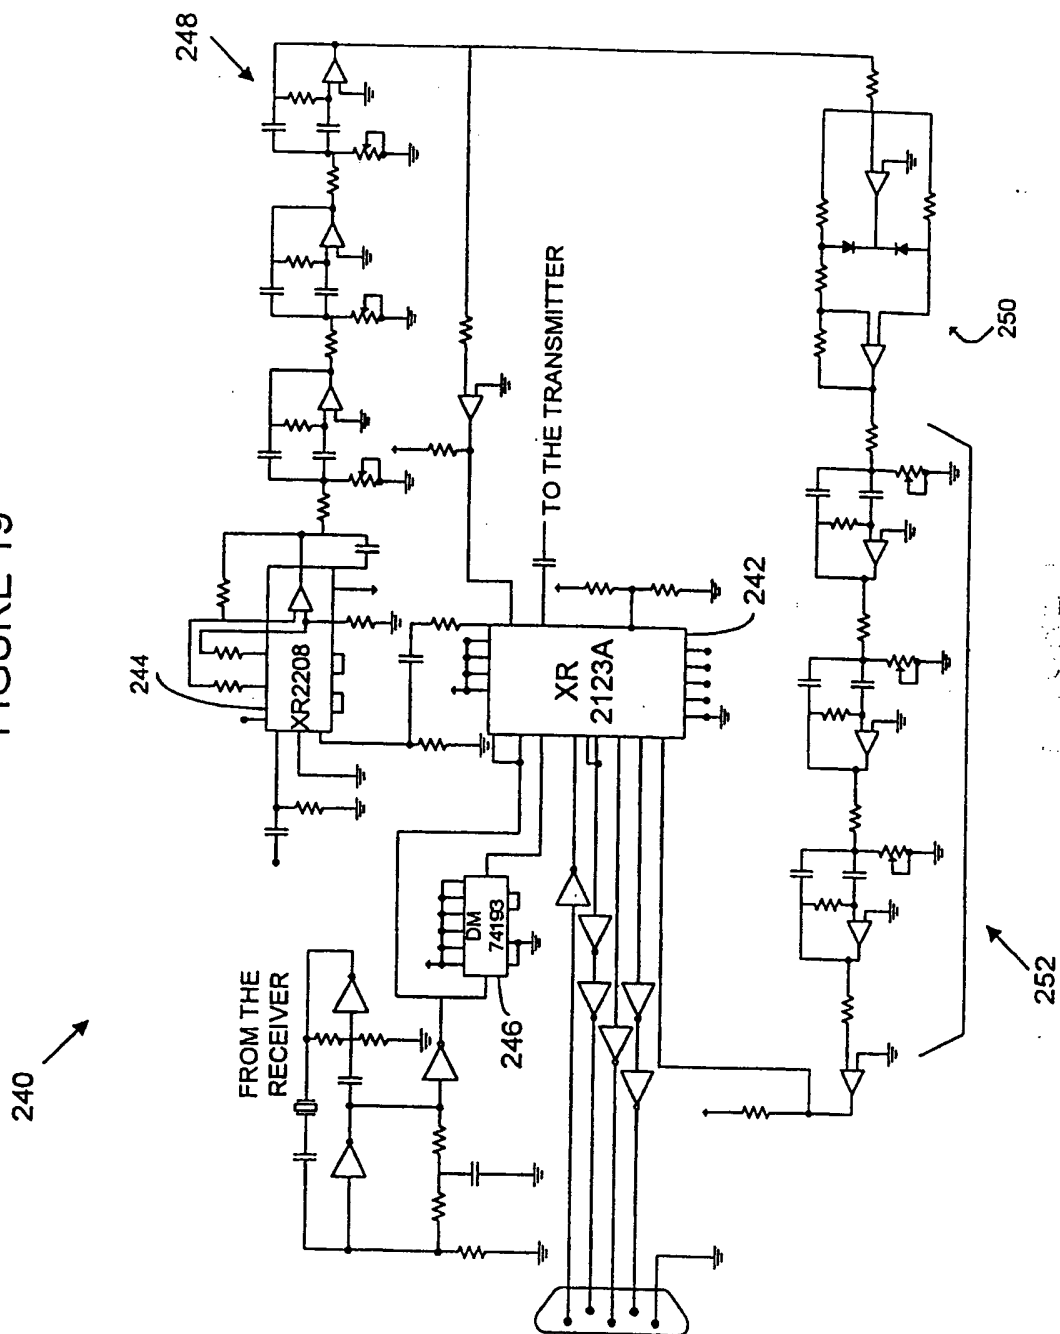 FIGURE
240
248
244
XR2208
TO THE TRANSMITTER
242
XR
2123A
250
252
FROM THE
RECEIVER
DM
74193
246